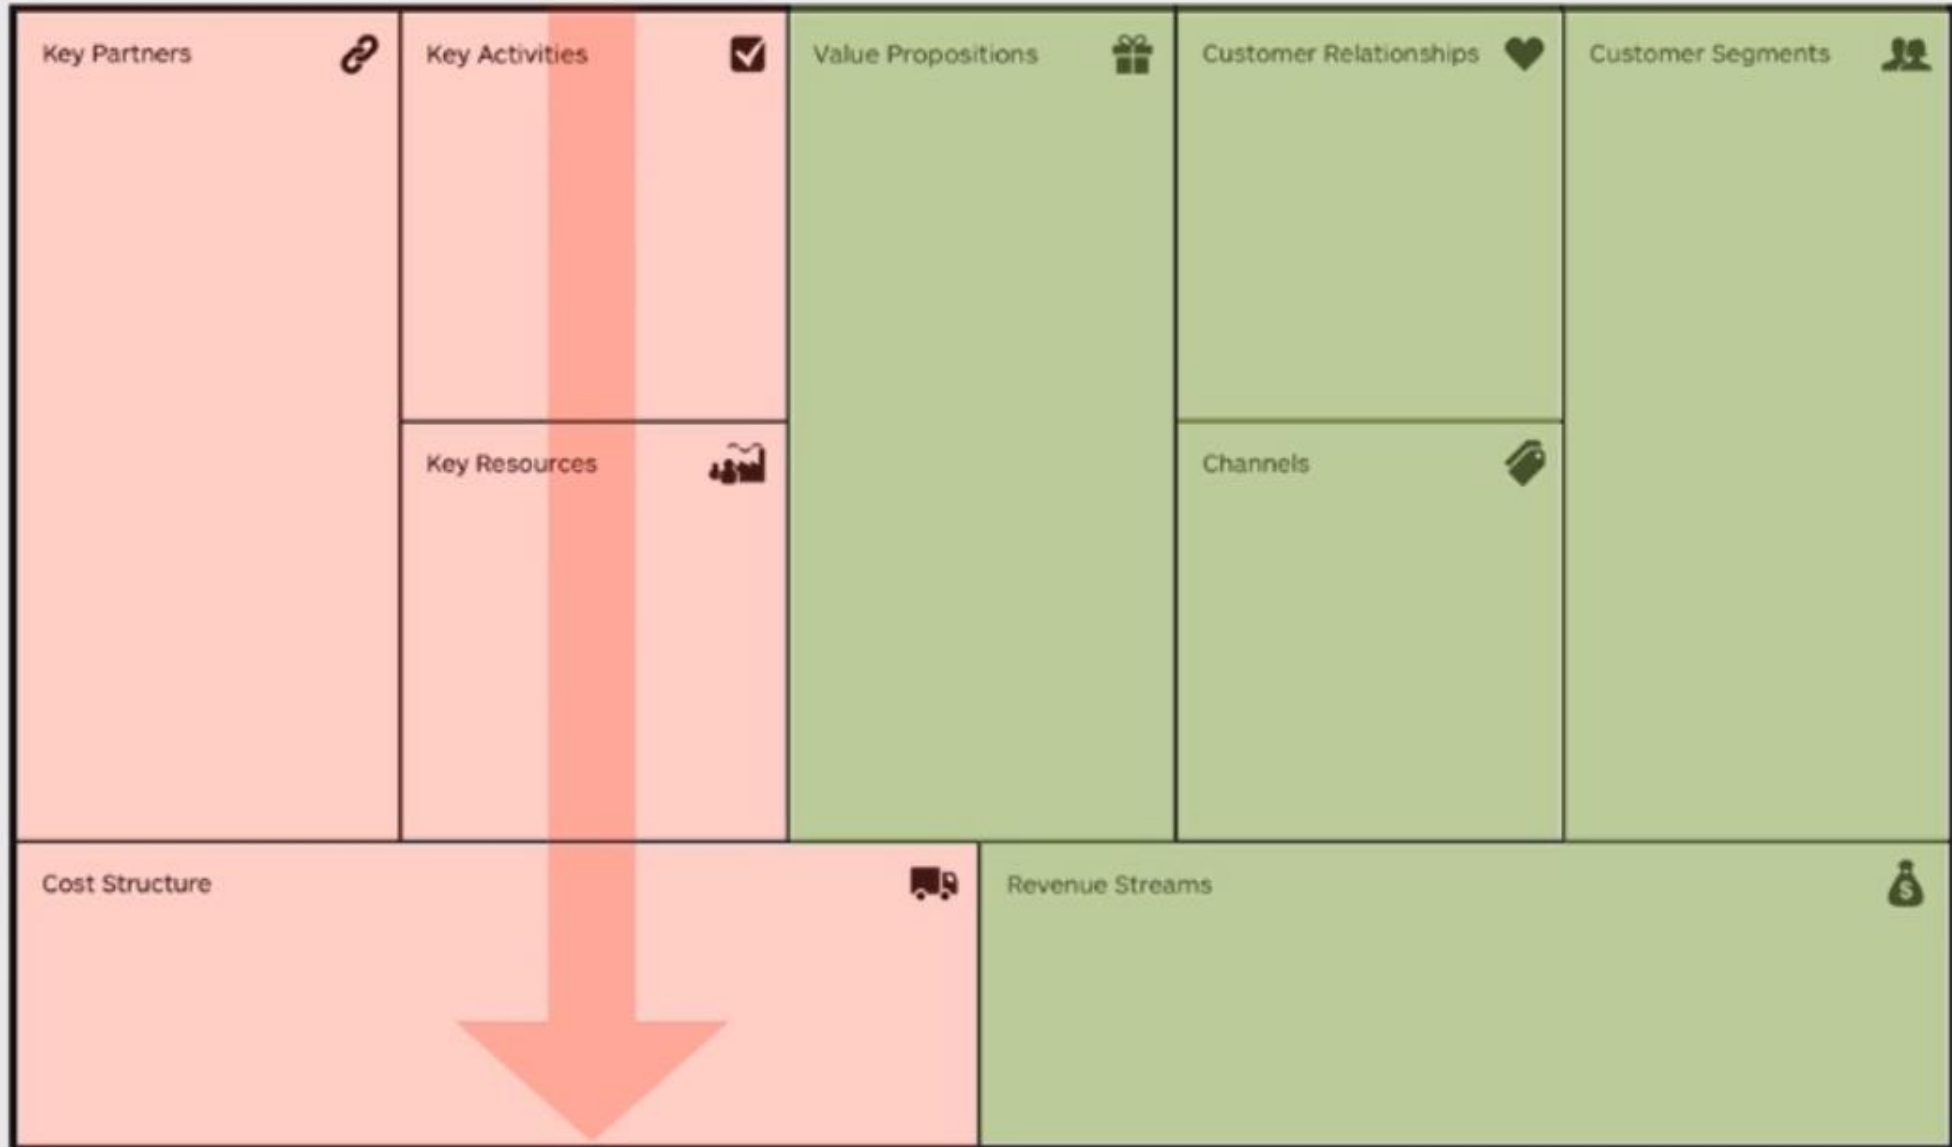 Key Partners
Key Activities
Value Propositions
Customer Relationships
Customer Segments
Key Resources
Channels
Cost Structure
Revenue Streams
$